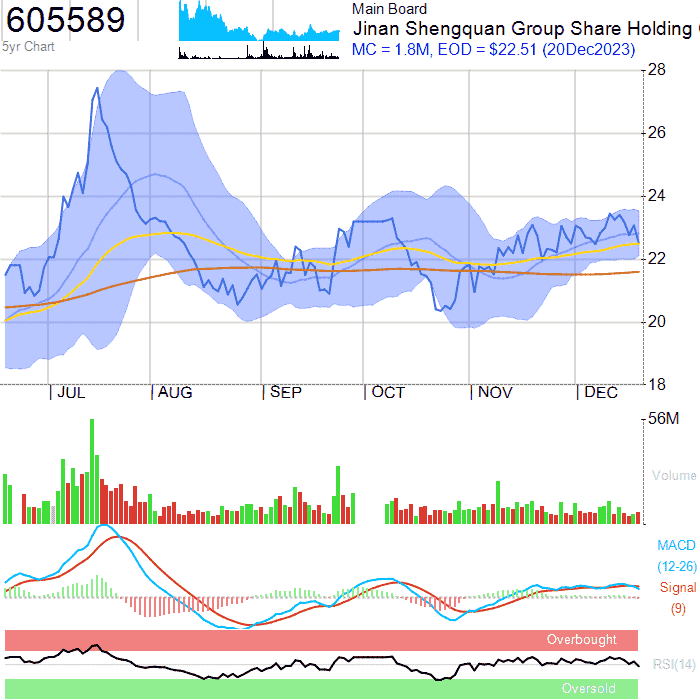 605589
5yr Chart
Main Board
Jinan Shengquan Group Share Holding
MC = 1.8M, EOD = $22.51 (20Dec2023)
28
26
24
22
20
18
JUL
AUG
SEP
OCT
NOV
DEC
56M
Volume
MACD
(12-26)
Signal
(9)
Overbought
RSI(14)
Oversold